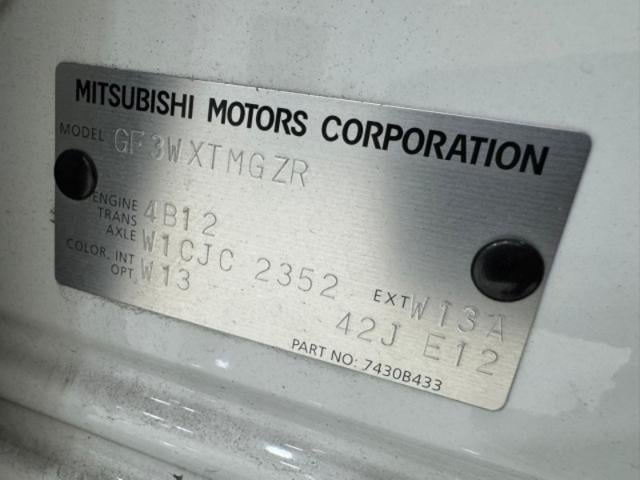 MITSUBISHI MOTORS CORPORATION
MODEL GF3WXTMGZR
ENGINE 4B12
TRANS AXLE W1CJC 2352
COLOR, INT W13 EXT W13A
OPT. 42J E12
PART NO: 7430B433